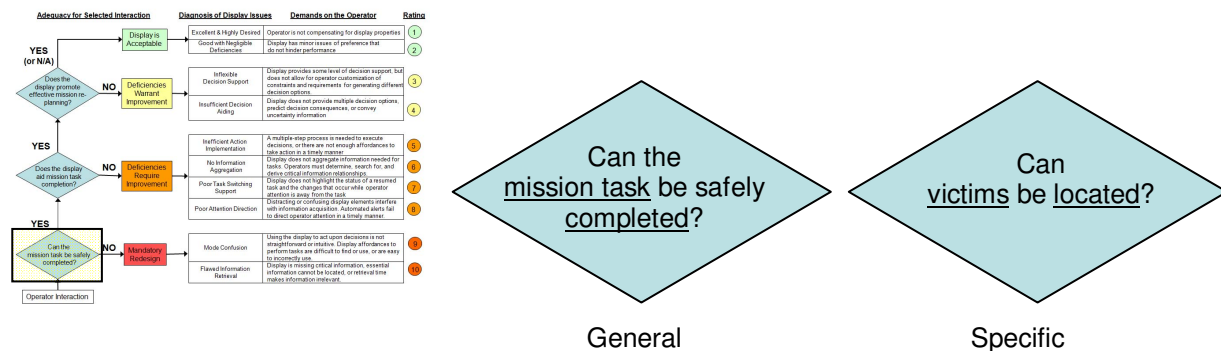 Adequacy for Selected Interaction
Diagnosis of Display Issues
Demands on the Operator
Rating
Display is
Acceptable
Excellent & Highly Desired
Operator is not compensating for display properties
1
Good with Negligible
Deficiencies
Display has minor issues of preference that
do not hinder performance
2
YES
(or N/A)
Does the
display promote
effective mission re-
planning?
NO
Deficiencies
Warrant
Improvement
Inflexible
Decision Support
Display provides some level of decision support, but
does not allow for operator customization of
constraints and requirements for generating different
decision options.
3
Insufficient Decision
Aiding
Display does not provide multiple decision options,
predict decision consequences, or convey
uncertainty information
4
YES
Does the display
aid mission task
completion?
NO
Deficiencies
Require
Improvement
Inefficient Action
Implementation
A multiple-step process is needed to execute
decisions, or there are not enough affordances to
take action in a timely manner
5
No Information
Aggregation
Display does not aggregate information needed for
tasks. Operators must determine, search for, and
derive critical information relationships.
6
Poor Task Switching
Support
Display does not highlight the status of a resumed
task and the changes that occur while operator
attention is away from the task
7
Poor Attention Direction
Distracting or confusing display elements interfere
with information acquisition. Automated alerts fail
to direct operator attention in a timely manner.
8
YES
Can the
mission task be safely
completed?
NO
Mandatory
Redesign
Mode Confusion
Using the display to act upon decisions is not
straightforward or intuitive. Display affordances to
perform tasks are difficult to find or use, or are easy
to incorrectly use.
9
Flawed Information
Retrieval
Display is missing critical information, essential
information cannot be located, or retrieval time
makes information irrelevant.
10
Operator Interaction
Can the
mission task be safely
completed?
General
Can
victims be located?
Specific